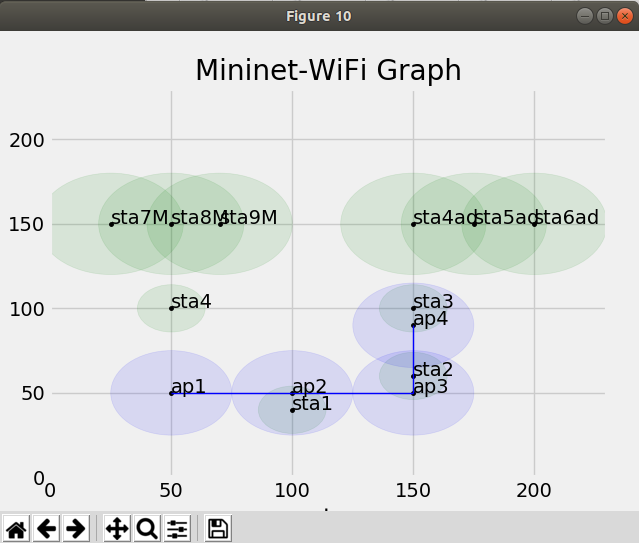 Figure 10
Mininet-WiFi Graph
200
150
sta7M sta8M sta9M sta4ad sta5ad sta6ad
100
sta4
sta3
ap4
sta2
50
ap1 ap2 ap3
sta1
0
0 50 100 150 200